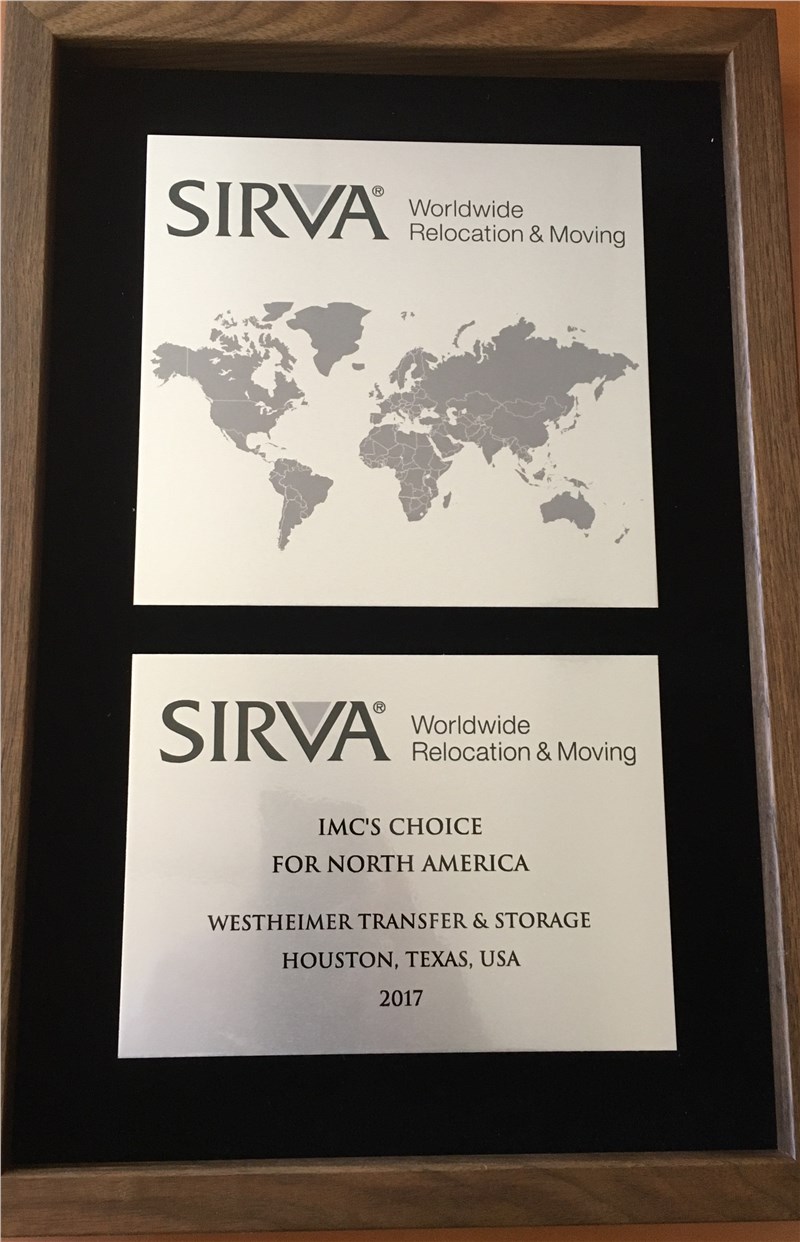 SIRVA®
Worldwide
Relocation & Moving
SIRVA®
Worldwide
Relocation & Moving
IMC'S CHOICE
FOR NORTH AMERICA
WESTHEIMER TRANSFER & STORAGE
HOUSTON, TEXAS, USA
2017